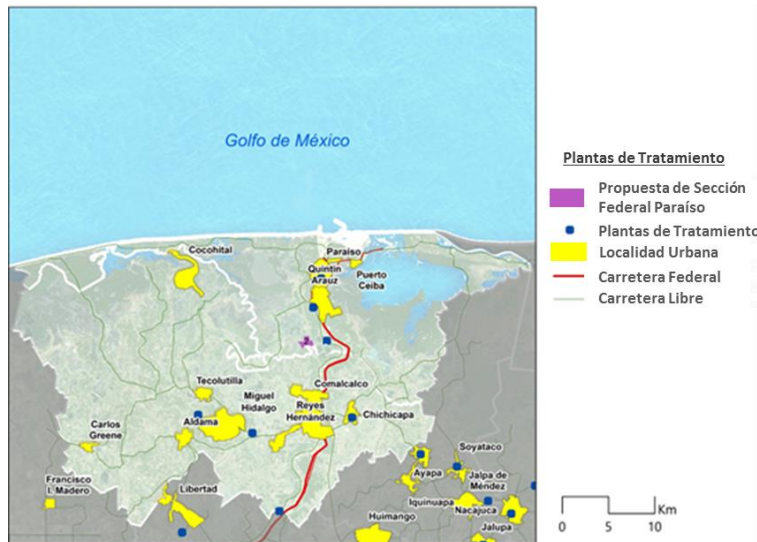 Golfo de México
Cocohital
Paraíso
Quintín
Arauz
Puerto
Ceiba
Tecolutilla
Comalcalco
Miguel
Hidalgo
Reyes
Hernández
Chichicapa
Carlos
Greene
Aldama
Soyataco
Francisco
I. Madero
Libertad
Ayapa
Jalpa de
Méndez
Iquinuapa
Nacajuca
Huimango
Jalupa
Plantas de Tratamiento
Propuesta de Sección
Federal Paraíso
Plantas de Tratamiento
Localidad Urbana
Carretera Federal
Carretera Libre
Km
0 5 10